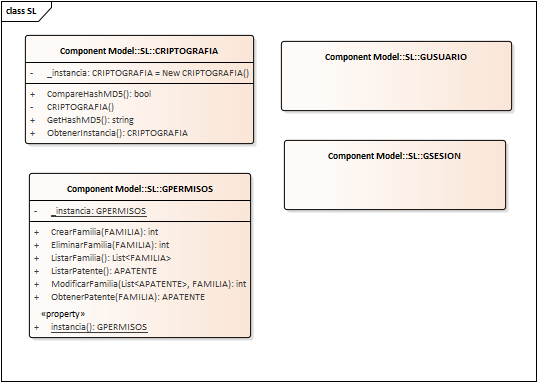 class SL
Component Model::SL::CRIPTOGRAFIA
- _instancia: CRIPTOGRAFIA = New CRIPTOGRAFIA()
+ CompareHashMD5(): bool
- CRIPTOGRAFIA()
+ GetHashMD5(): string
+ ObtenerInstancia(): CRIPTOGRAFIA
Component Model::SL::GUSUARIO
Component Model::SL::GSESION
Component Model::SL::GPERMISOS
- _instancia: GPERMISOS
+ CrearFamilia(FAMILIA): int
+ EliminarFamilia(FAMILIA): int
+ ListarFamilia(): List<FAMILIA>
+ ListarPatente(): APATENTE
+ ModificarFamilia(List<APATENTE>, FAMILIA): int
+ ObtenerPatente(FAMILIA): APATENTE
«property»
+ instancia(): GPERMISOS